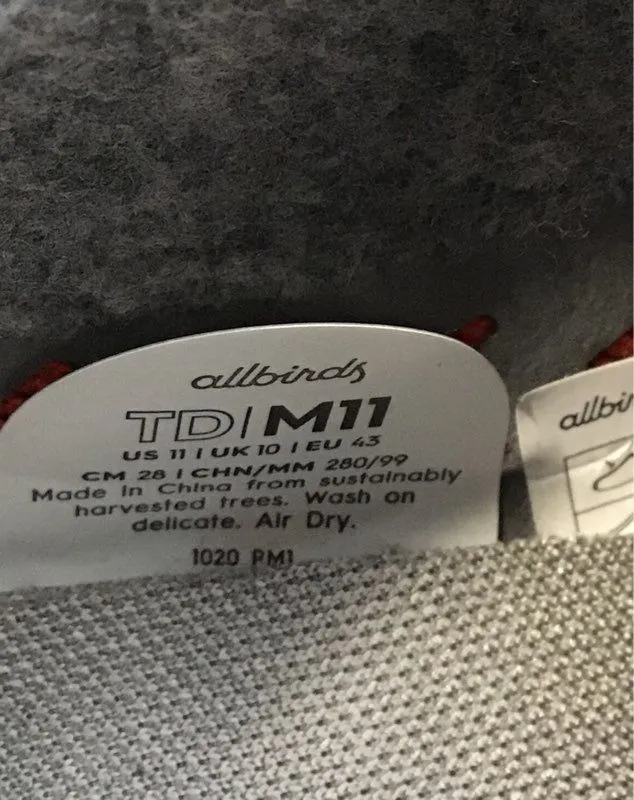 allbirds
TD|M11
US 11 | UK 10 | EU 43
CM 28 | CHN/MM 280/99
Made in China from sustainably
harvested trees. Wash on
delicate. Air Dry.
1020 PM1